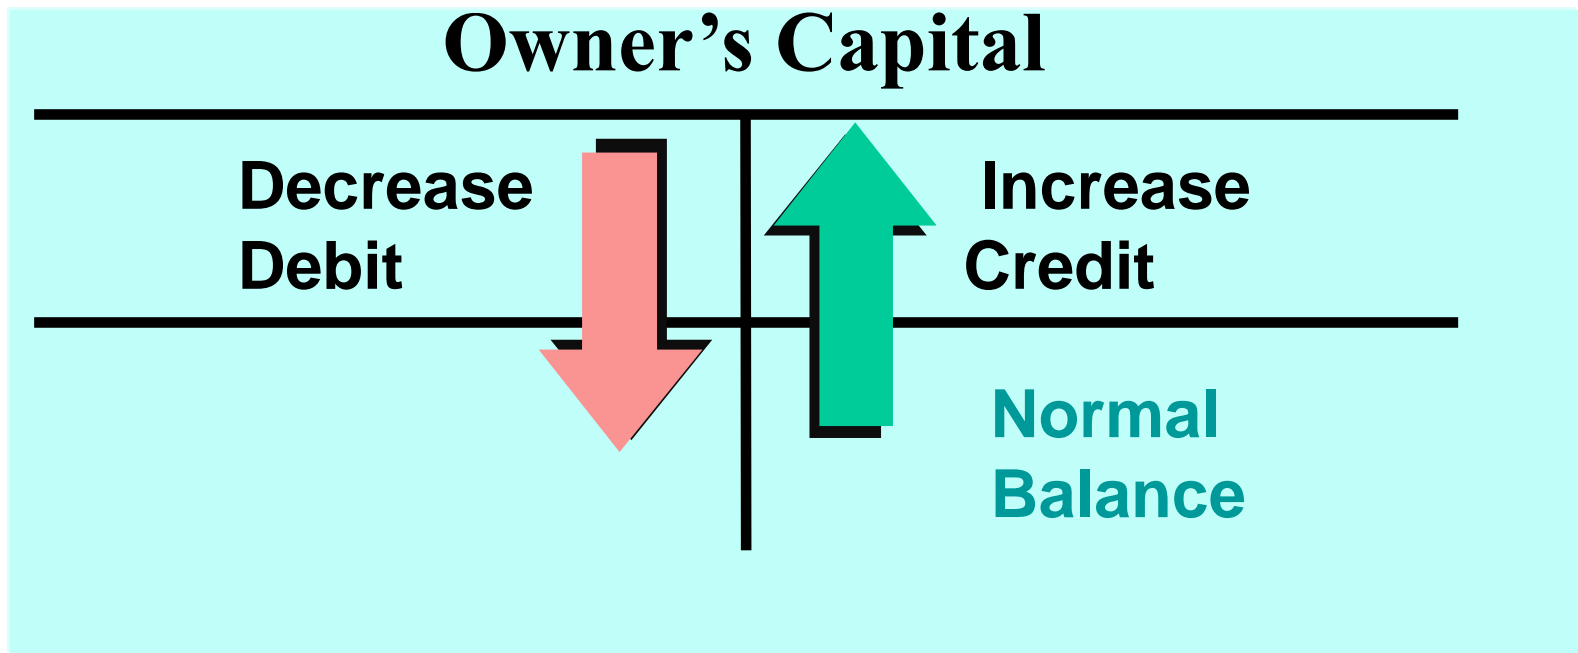 Owner’s Capital
Decrease
Debit
Increase
Credit
Normal
Balance